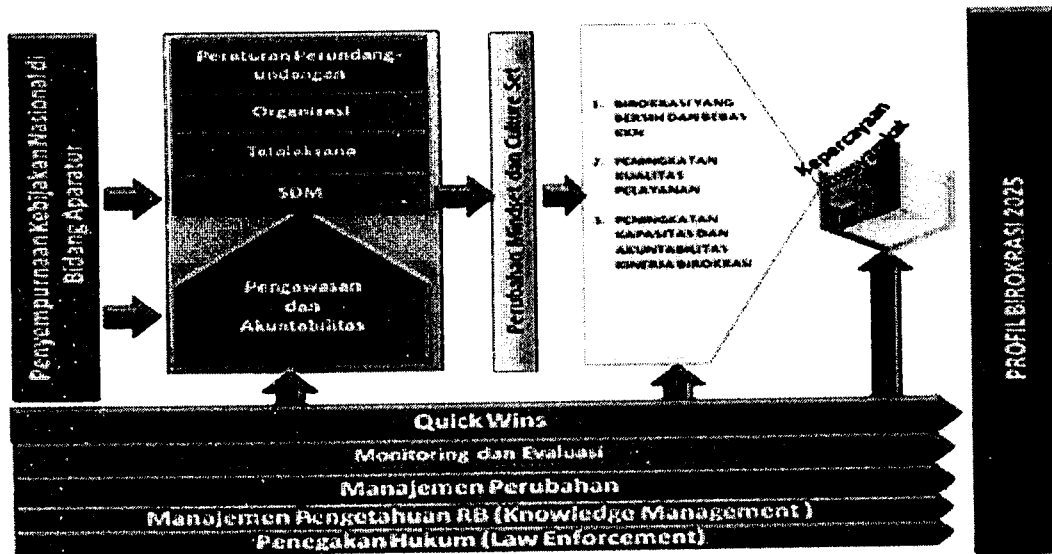 Penyempurnaan Kebijakan Nasional di
Bidang Aparatur
Peraturan Perundang-
undangan
Organisasi
Tatalaksana
SDM
Pengawasan
dan
Akuntabilitas
Perubahan Mindset dan Culture Set
1. BIROKRASI YANG
BERSIH DAN BEBAS
KKN
2. PENINGKATAN
KUALITAS
PELAYANAN
3. PENINGKATAN
KAPASITAS DAN
AKUNTABILITAS
KINERJA BIROKRASI
Kepercayaan
PROFIL BIROKRASI 2025
Quick Wins
Monitoring dan Evaluasi
Manajemen Perubahan
Manajemen Pengetahuan RB (Knowledge Management )
Penegakan Hukum (Law Enforcement)